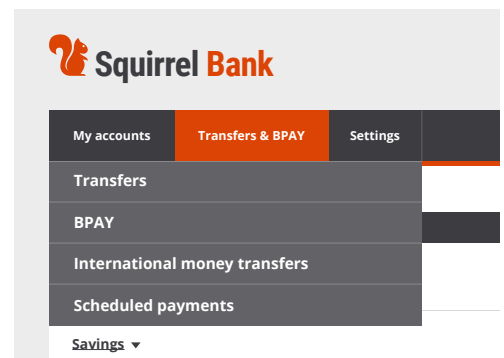 Squirrel Bank
My accounts Transfers & BPAY Settings
Transfers
BPAY
International money transfers
Scheduled payments
Savings